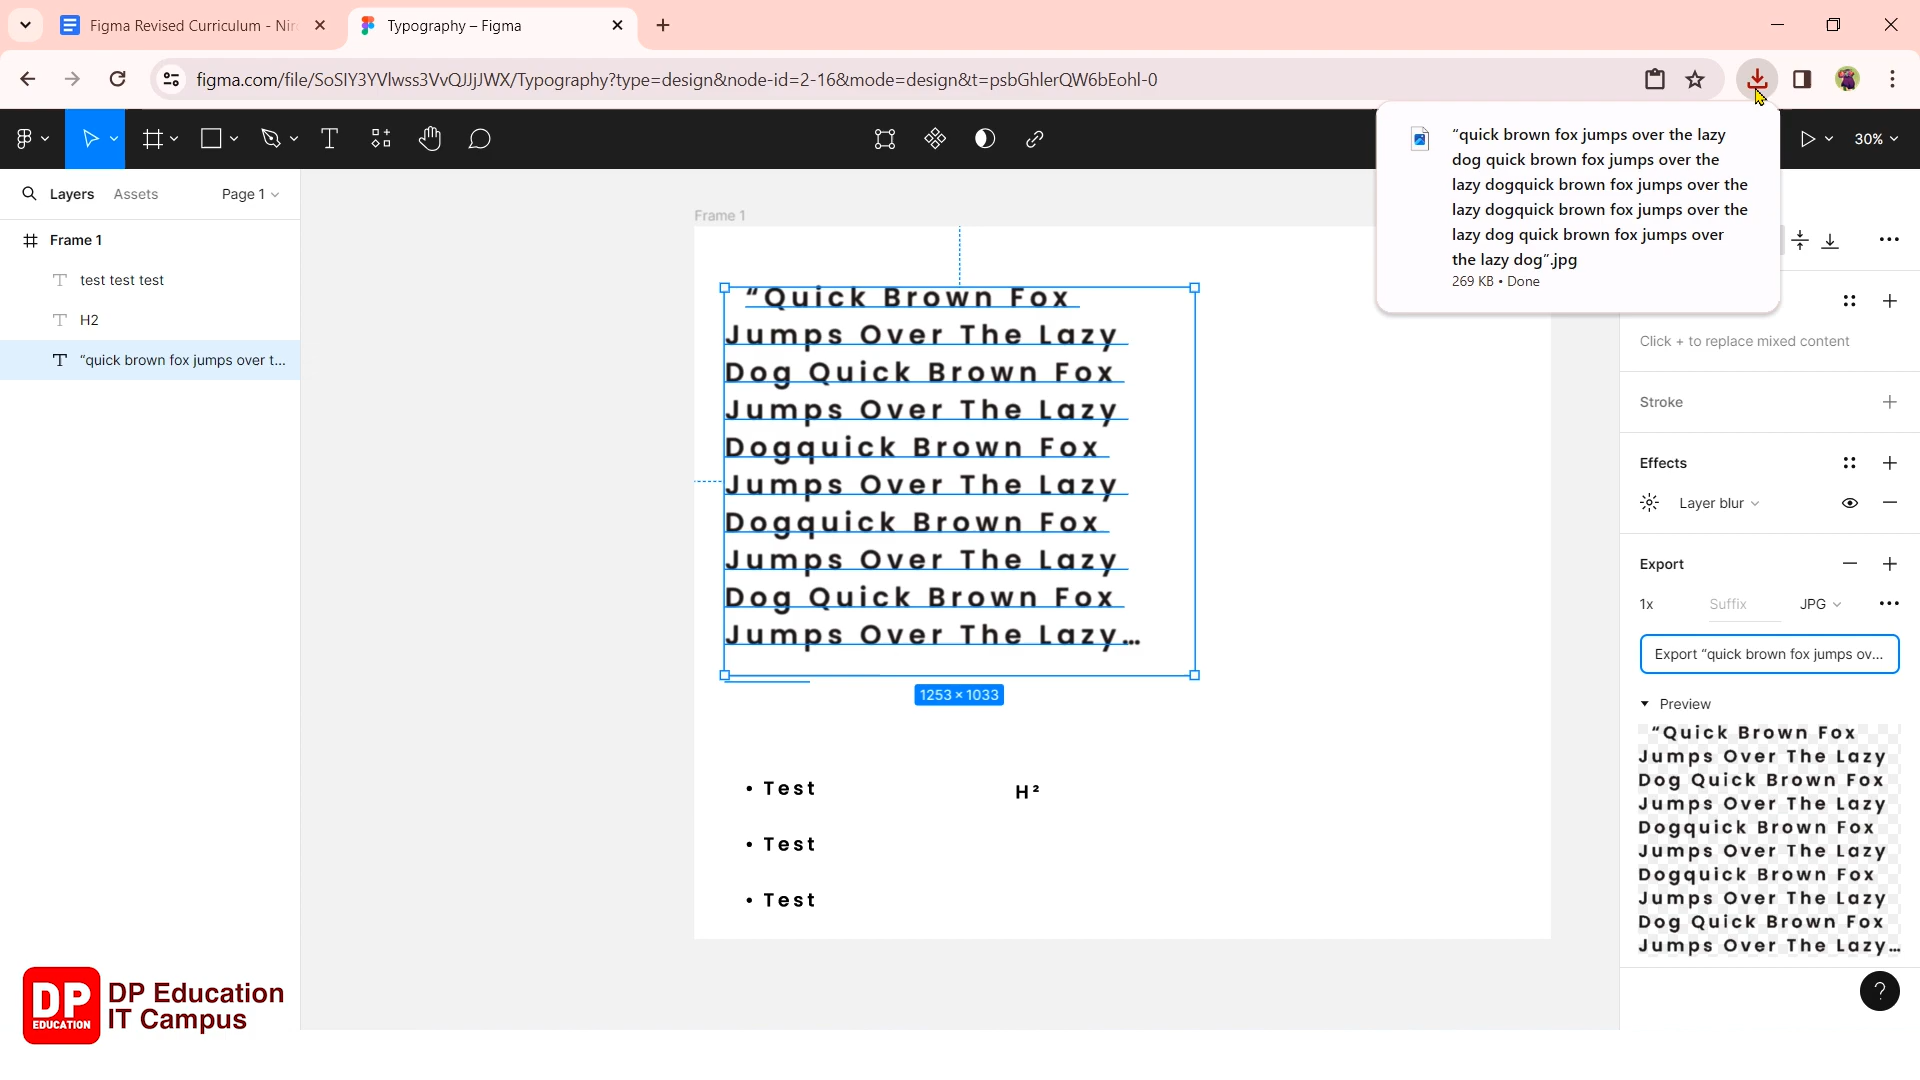 Figma Revised Curriculum - Nir
Typography – Figma
figma.com/file/SoSIY3YVlwss3VvQJJjJWX/Typography?type=design&node-id=2-16&mode=design&t=psbGhlerQW6bEohl-0
30%
“quick brown fox jumps over the lazy
dog quick brown fox jumps over the
lazy dogquick brown fox jumps over the
lazy dogquick brown fox jumps over the
lazy dog quick brown fox jumps over
the lazy dog”.jpg
269 KB • Done
Layers
Assets
Page 1
Frame 1
test test test
H2
“quick brown fox jumps over t...
Frame 1
“Quick Brown Fox
Jumps Over The Lazy
Dog Quick Brown Fox
Jumps Over The Lazy
Dogquick Brown Fox
Jumps Over The Lazy
Dogquick Brown Fox
Jumps Over The Lazy
Dog Quick Brown Fox
Jumps Over The Lazy…
1253 × 1033
• Test
H²
• Test
• Test
Click + to replace mixed content
Stroke
Effects
Layer blur
Export
1x
Suffix
JPG
Export “quick brown fox jumps ov...
Preview
“Quick Brown Fox
Jumps Over The Lazy
Dog Quick Brown Fox
Jumps Over The Lazy
Dogquick Brown Fox
Jumps Over The Lazy
Dogquick Brown Fox
Jumps Over The Lazy
Dog Quick Brown Fox
Jumps Over The Lazy…
?
DP
EDUCATION
DP Education
IT Campus